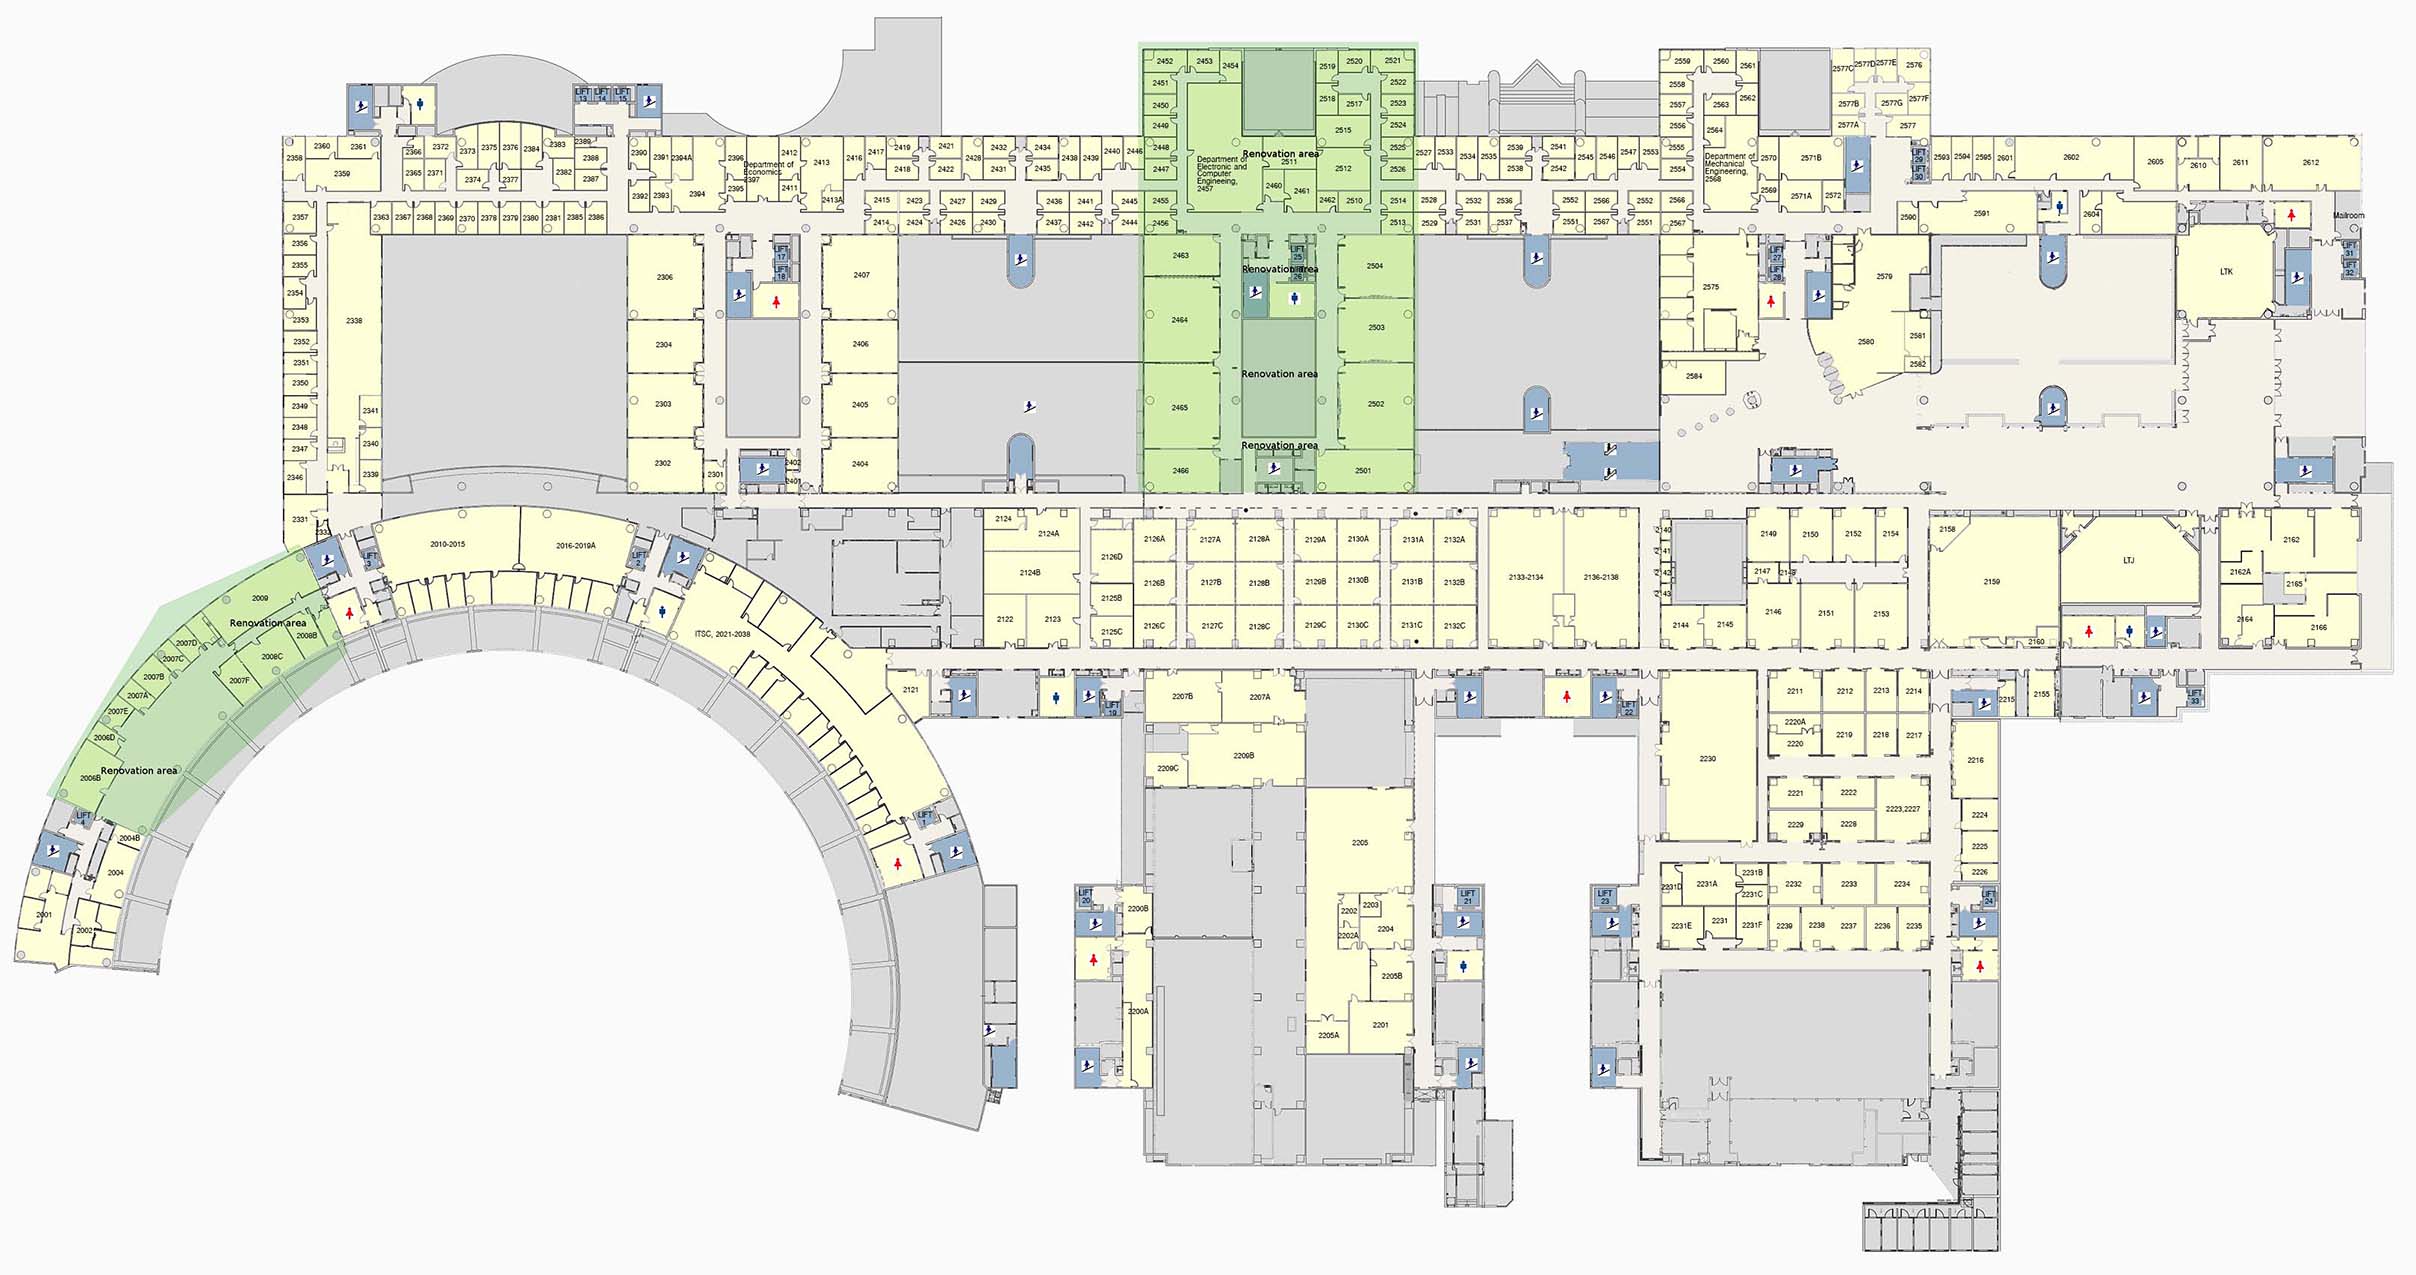 2452
2453
2454
2519
2520
2521
2559
2560
2561
2577C
2577D
2577E
2576
2451
2522
2558
2450
2518
2517
2523
2557
2563
2562
2577B
2577G
2577F
LIFT
13
LIFT
14
LIFT
15
2449
2515
2524
2556
2564
2577A
2577
2358
2360
2361
2366
2372
2373
2375
2376
2384
2383
2389
2388
2390
2391
2394A
2396
2412
2413
2416
2417
2419
2421
2428
2432
2434
2438
2439
2440
2446
2448
2525
2527
2533
2534
2535
2539
2541
2545
2546
2547
2553
2555
2570
2571B
LIFT
29
LIFT
30
2593
2594
2595
2601
2602
2605
2610
2611
2612
Department of
Economics
2397
Department of
Electronic and
Computer
Engineeing,
2457
Renovation area
2511
Department of
Mechanical
Engineering,
2568
2359
2365
2371
2374
2377
2382
2387
2392
2393
2394
2395
2411
2413A
2418
2422
2431
2435
2447
2460
2461
2462
2512
2510
2526
2538
2542
2554
2569
2571A
2572
2357
2363
2367
2368
2369
2370
2378
2379
2380
2381
2385
2386
2415
2423
2427
2429
2436
2441
2445
2455
2514
2528
2532
2536
2552
2566
2552
2566
2414
2424
2426
2430
2437
2442
2444
2456
2513
2529
2531
2537
2551
2567
2551
2567
2590
2591
2604
Mailroom
2356
2355
2354
2353
2352
2351
2350
2349
2348
2347
2346
2338
2341
2340
2339
2331
2306
2304
2303
2302
2301
LIFT
17
LIFT
18
2407
2406
2405
2404
2402
2401
2463
2464
2465
2466
LIFT
25
Renovation area
26
Renovation area
Renovation area
2504
2503
2502
2501
2575
2584
LIFT
27
LIFT
28
2579
2580
2581
2582
LTK
LIFT
31
LIFT
32
2010-2015
2016-2019A
LIFT
3
LIFT
2
2009
Renovation area
2008B
2008C
2007D
2007C
2007B
2007A
2007F
2007E
2006D
2006B
Renovation area
LIFT
4
2004B
2004
2001
2002
ITSC, 2021-2038
LIFT
1
2124
2124A
2124B
2122
2123
2126D
2125B
2125C
2126A
2126B
2126C
2127A
2127B
2127C
2128A
2128B
2128C
2129A
2129B
2129C
2130A
2130B
2130C
2131A
2131B
2131C
2132A
2132B
2132C
2133-2134
2136-2138
2140
2141
2142
2143
2144
2145
2149
2150
2152
2154
2147
2146
2151
2153
2158
2159
2160
LTJ
2162
2162A
2165
2164
2166
2121
LIFT
19
2207B
2207A
2209B
2209C
LIFT
22
2211
2212
2213
2214
2215
2155
LIFT
33
2220A
2220
2219
2218
2217
2216
2230
2221
2222
2223,2227
2229
2228
2224
2225
2226
2205
2202
2203
2202A
2204
2205B
2201
2205A
LIFT
20
2200B
2200A
LIFT
21
LIFT
23
LIFT
24
2231D
2231A
2231B
2231C
2232
2233
2234
2231E
2231
2231F
2239
2238
2237
2236
2235